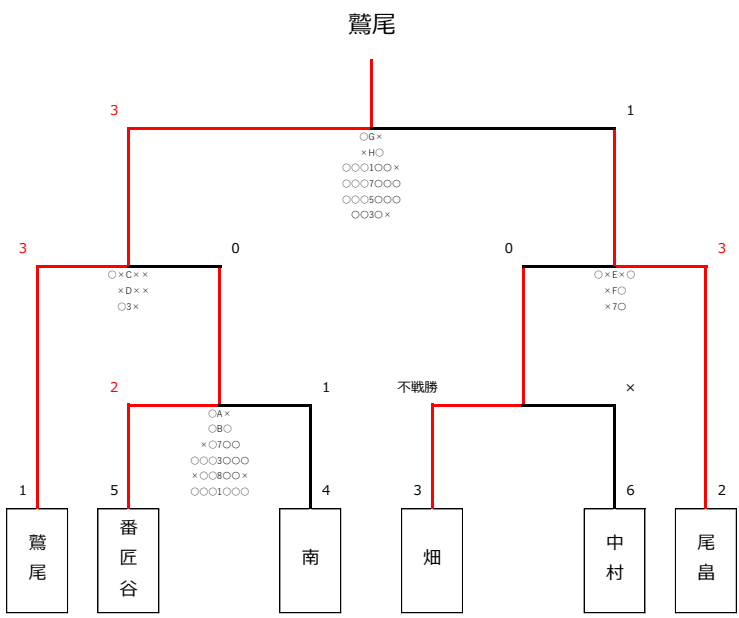 鷲尾
3 1
○G×
×H○
○○○1○○×
○○○7○○○
○○○5○○○
○○3○×
3 0 0 3
○×C×× ○×E×○
×D×× ×F○
○3× ×7○
2 1 不戦勝 ×
○A×
○B○
×○7○○
○○○3○○○
×○○8○○×
○○○1○○○
1 5 4 3 6 2
鷲尾 番匠谷 南 畑 中村 尾畠